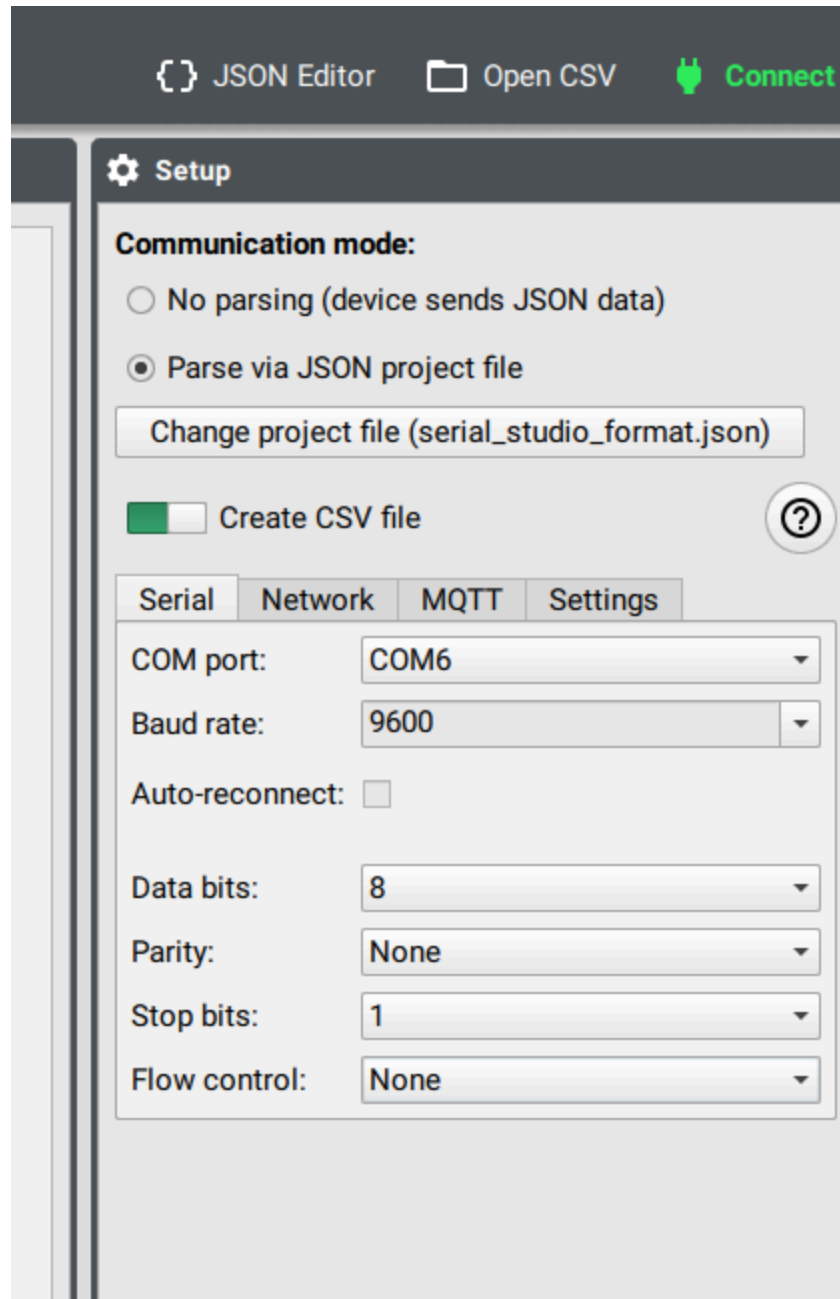 {} JSON Editor Open CSV Connect
Setup
Communication mode:
No parsing (device sends JSON data)
Parse via JSON project file
Change project file (serial_studio_format.json)
Create CSV file
Serial Network MQTT Settings
COM port: COM6
Baud rate: 9600
Auto-reconnect:
Data bits: 8
Parity: None
Stop bits: 1
Flow control: None